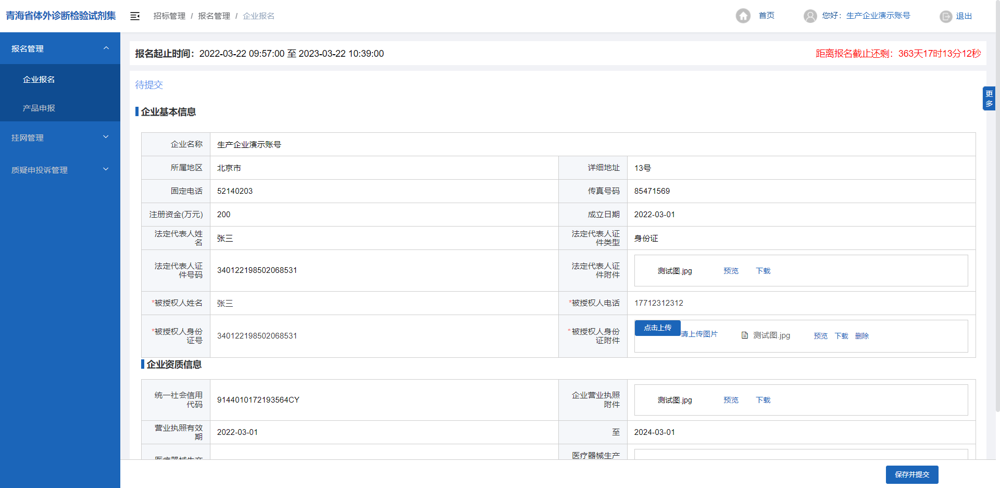 青海省体外诊断检验试剂集
招标管理 / 报名管理 / 企业报名
首页
您好：生产企业演示账号
退出
报名管理
企业报名
产品申报
挂网管理
质疑申投诉管理
报名起止时间：2022-03-22 09:57:00 至 2023-03-22 10:39:00
距离报名截止还剩：363天17时13分12秒
待提交
更多
企业基本信息
企业名称 生产企业演示账号
所属地区 北京市 详细地址 13号
固定电话 52140203 传真号码 85471569
注册资金(万元) 200 成立日期 2022-03-01
法定代表人姓名 张三 法定代表人证件类型 身份证
法定代表人证件号码 340122198502068531 法定代表人证件附件 测试图.jpg 预览 下载
*被授权人姓名 张三 *被授权人电话 17712312312
*被授权人身份证号 340122198502068531 *被授权人身份证附件 点击上传 请上传图片 测试图.jpg 预览 下载 删除
企业资质信息
统一社会信用代码 9144010172193564CY 企业营业执照附件 测试图.jpg 预览 下载
营业执照有效期 2022-03-01 至 2024-03-01
医疗器械生产 医疗器械生产
保存并提交